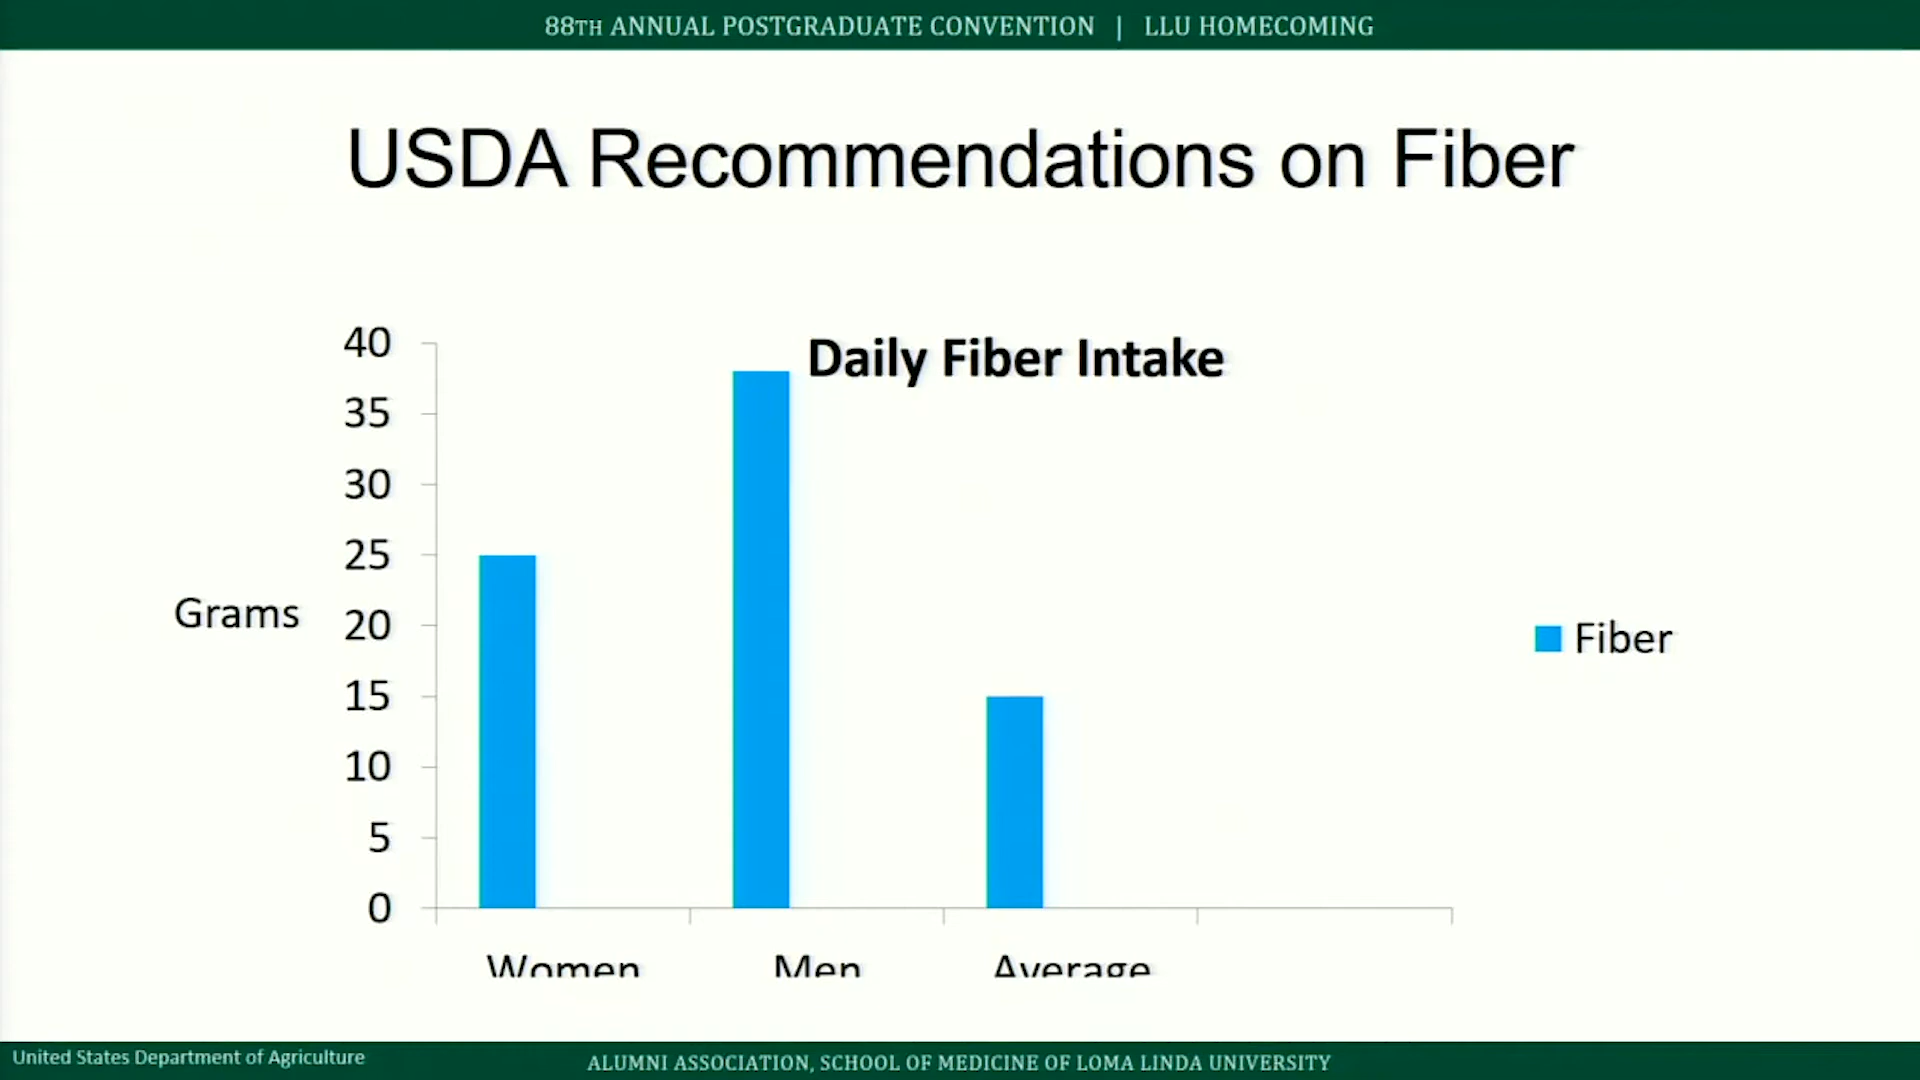 88TH ANNUAL POSTGRADUATE CONVENTION | LLU HOMECOMING
USDA Recommendations on Fiber
Daily Fiber Intake
40
35
30
25
20
15
10
5
0
Grams
Fiber
Women Men Average
United States Department of Agriculture
ALUMNI ASSOCIATION, SCHOOL OF MEDICINE OF LOMA LINDA UNIVERSITY